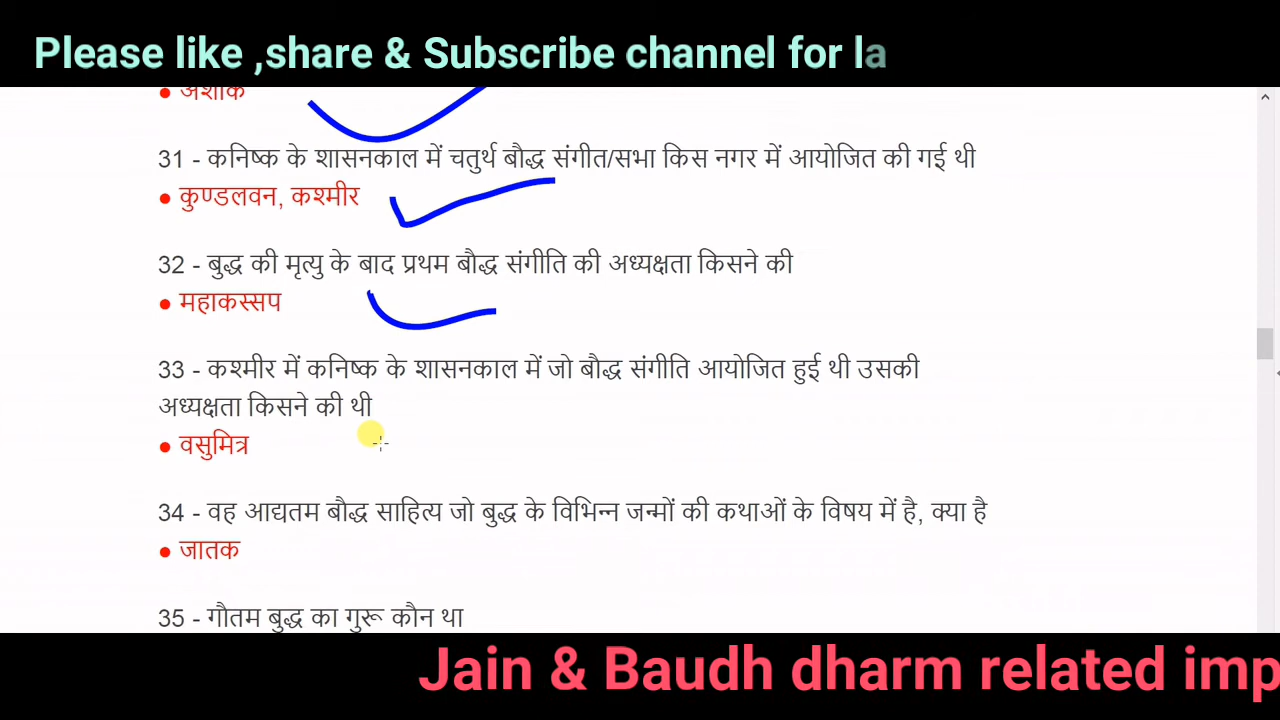 Please like ,share & Subscribe channel for la
● अशोक
31 - कनिष्क के शासनकाल में चतुर्थ बौद्ध संगीत/सभा किस नगर में आयोजित की गई थी
● कुण्डलवन, कश्मीर
32 - बुद्ध की मृत्यु के बाद प्रथम बौद्ध संगीति की अध्यक्षता किसने की
● महाकस्सप
33 - कश्मीर में कनिष्क के शासनकाल में जो बौद्ध संगीति आयोजित हुई थी उसकी
अध्यक्षता किसने की थी
● वसुमित्र
34 - वह आद्यतम बौद्ध साहित्य जो बुद्ध के विभिन्न जन्मों की कथाओं के विषय में है, क्या है
● जातक
35 - गौतम बुद्ध का गुरू कौन था
Jain & Baudh dharm related imp